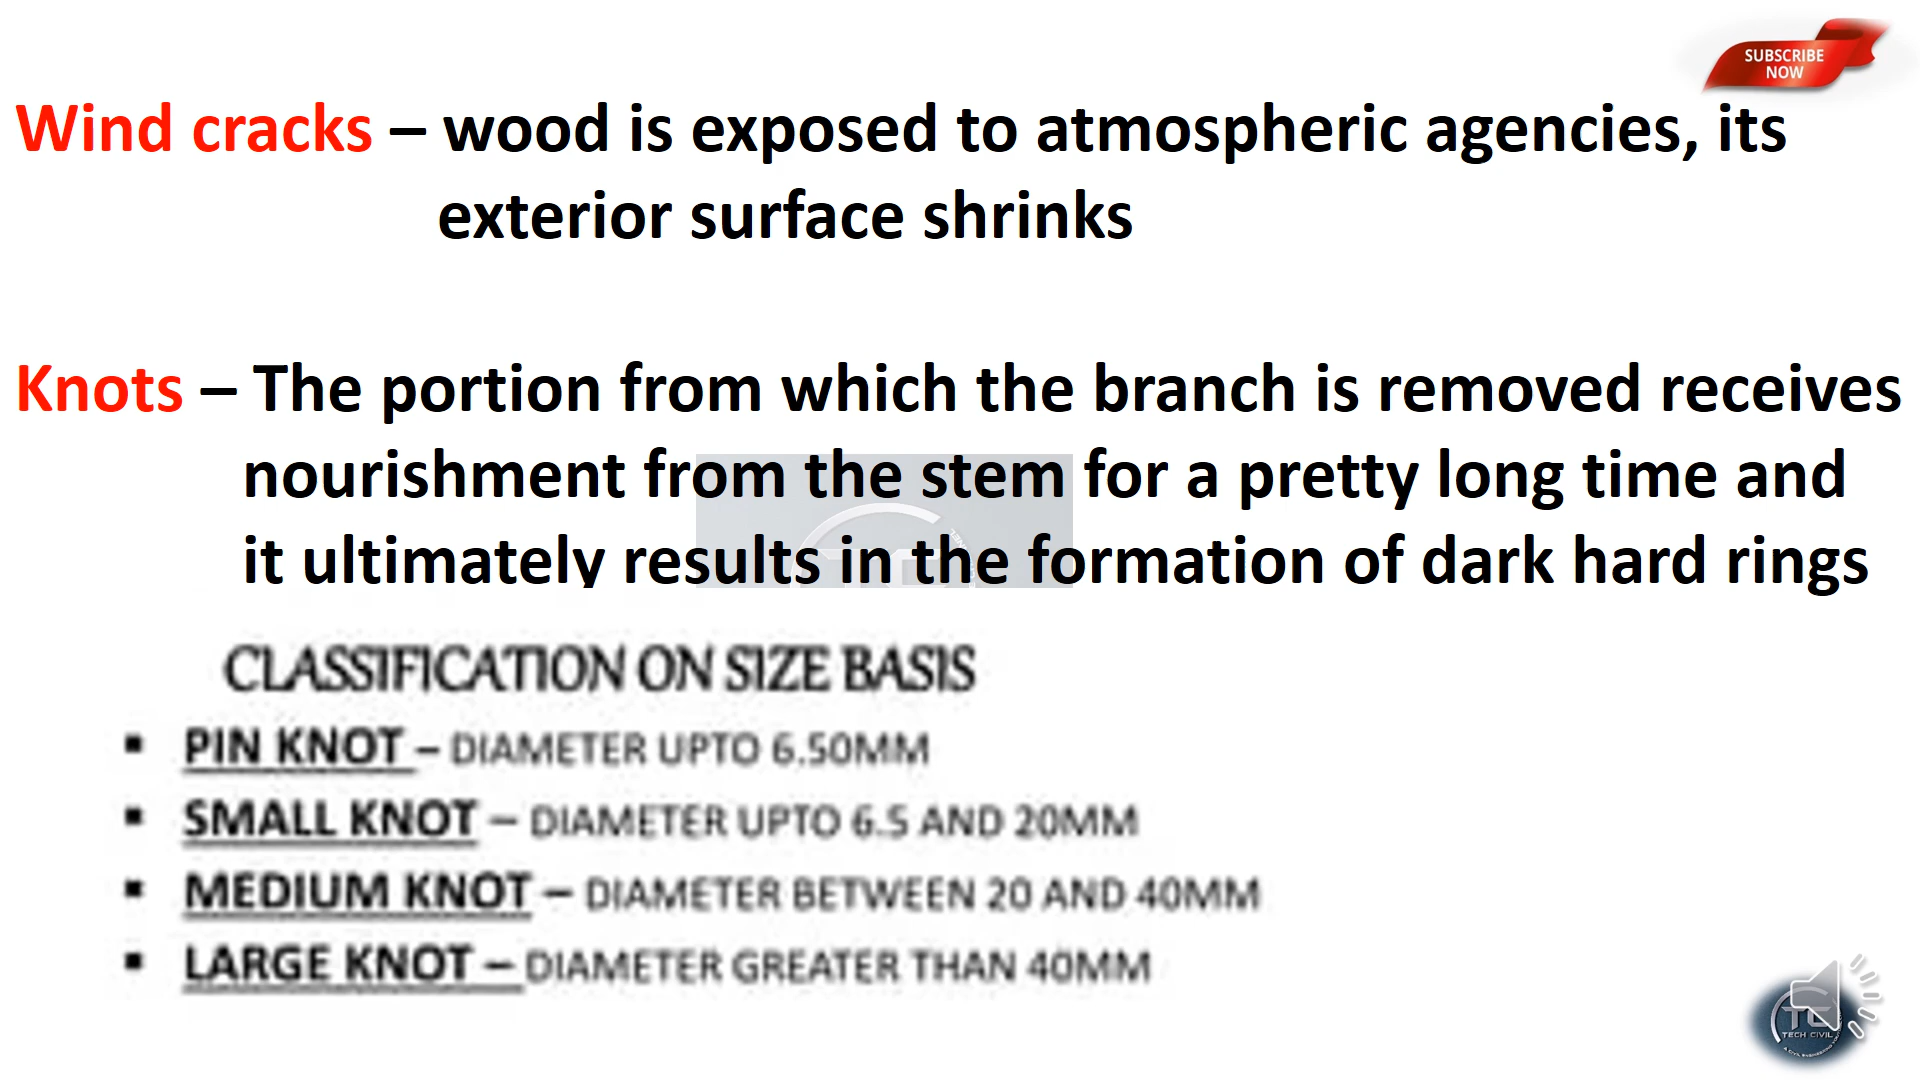 SUBSCRIBE
NOW
Wind cracks – wood is exposed to atmospheric agencies, its
exterior surface shrinks
Knots – The portion from which the branch is removed receives
nourishment from the stem for a pretty long time and
it ultimately results in the formation of dark hard rings
CLASSIFICATION ON SIZE BASIS
▪ PIN KNOT – DIAMETER UPTO 6.50MM
▪ SMALL KNOT – DIAMETER UPTO 6.5 AND 20MM
▪ MEDIUM KNOT – DIAMETER BETWEEN 20 AND 40MM
▪ LARGE KNOT – DIAMETER GREATER THAN 40MM
TECH CIVIL